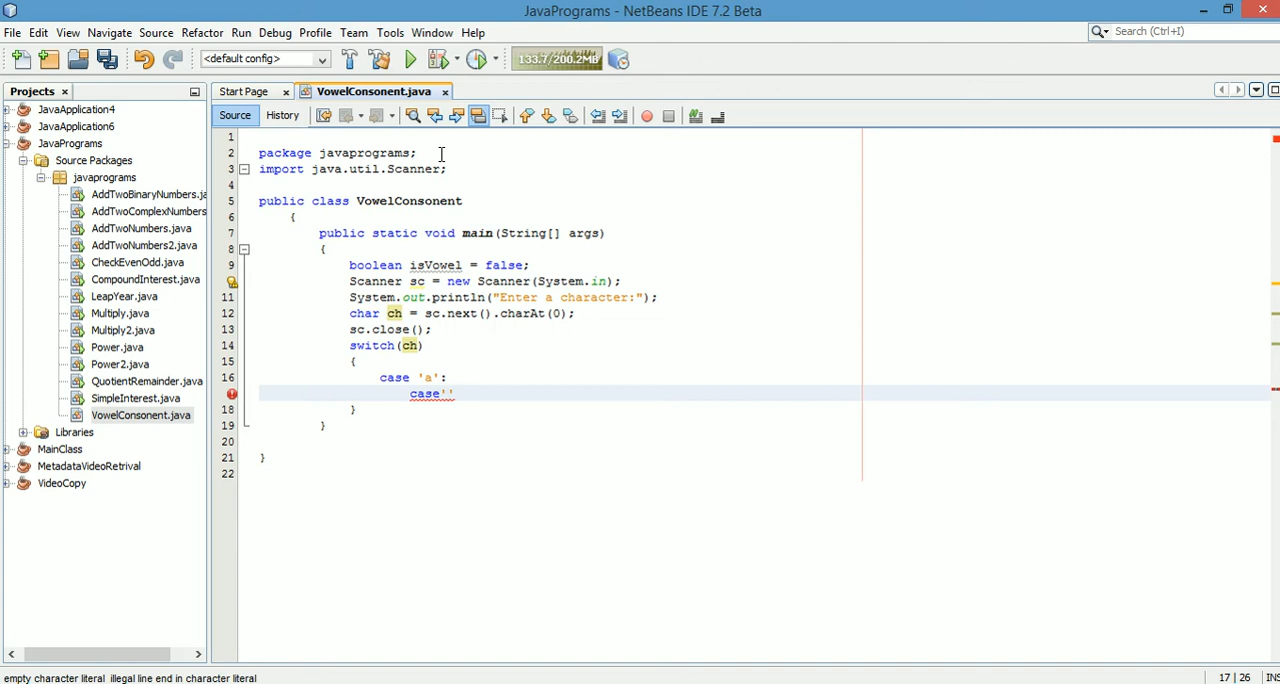 JavaPrograms - NetBeans IDE 7.2 Beta
File Edit View Navigate Source Refactor Run Debug Profile Team Tools Window Help
Search (Ctrl+I)
<default config>
133.7/200.2MB
Projects
Start Page
VowelConsonent.java
Source History
JavaApplication4
JavaApplication6
JavaPrograms
Source Packages
javaprograms
AddTwoBinaryNumbers.ja
AddTwoComplexNumbers
AddTwoNumbers.java
AddTwoNumbers2.java
CheckEvenOdd.java
CompoundInterest.java
LeapYear.java
Multiply.java
Multiply2.java
Power.java
Power2.java
QuotientRemainder.java
SimpleInterest.java
VowelConsonent.java
Libraries
MainClass
MetadataVideoRetrival
VideoCopy
1
2 package javaprograms;
3 import java.util.Scanner;
4
5 public class VowelConsonent
6 {
7 public static void main(String[] args)
8 {
9 boolean isVowel = false;
Scanner sc = new Scanner(System.in);
11 System.out.println("Enter a character:");
12 char ch = sc.next().charAt(0);
13 sc.close();
14 switch(ch)
15 {
16 case 'a':
case''
18 }
19 }
20
21 }
22
empty character literal illegal line end in character literal
17 | 26 INS